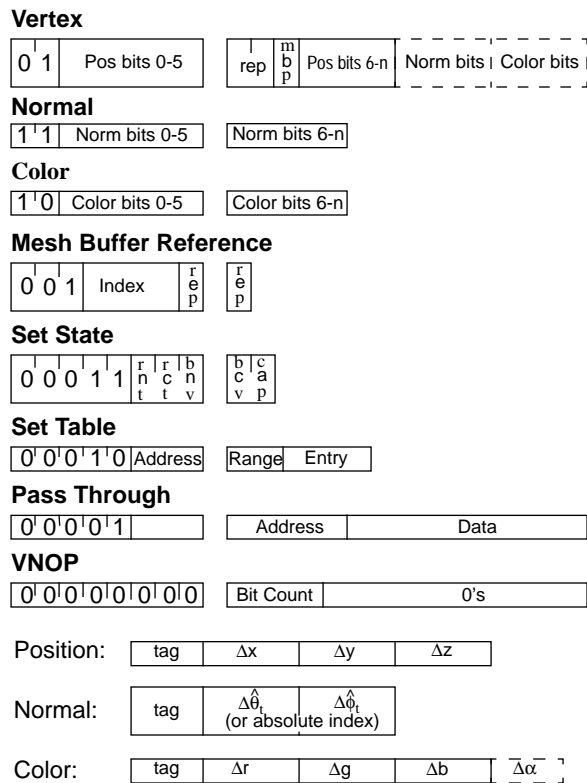 Vertex
0 1 Pos bits 0-5 rep mbp Pos bits 6-n Norm bits Color bits
Normal
1 1 Norm bits 0-5 Norm bits 6-n
Color
1 0 Color bits 0-5 Color bits 6-n
Mesh Buffer Reference
0 0 1 Index rep rep
Set State
0 0 0 1 1 rnt rct bnv bcv cap
Set Table
0 0 0 1 0 Address Range Entry
Pass Through
0 0 0 0 1 Address Data
VNOP
0 0 0 0 0 0 0 0 Bit Count 0's
Position: tag Δx Δy Δz
Normal: tag Δθ̂t Δϕ̂t
(or absolute index)
Color: tag Δr Δg Δb Δα